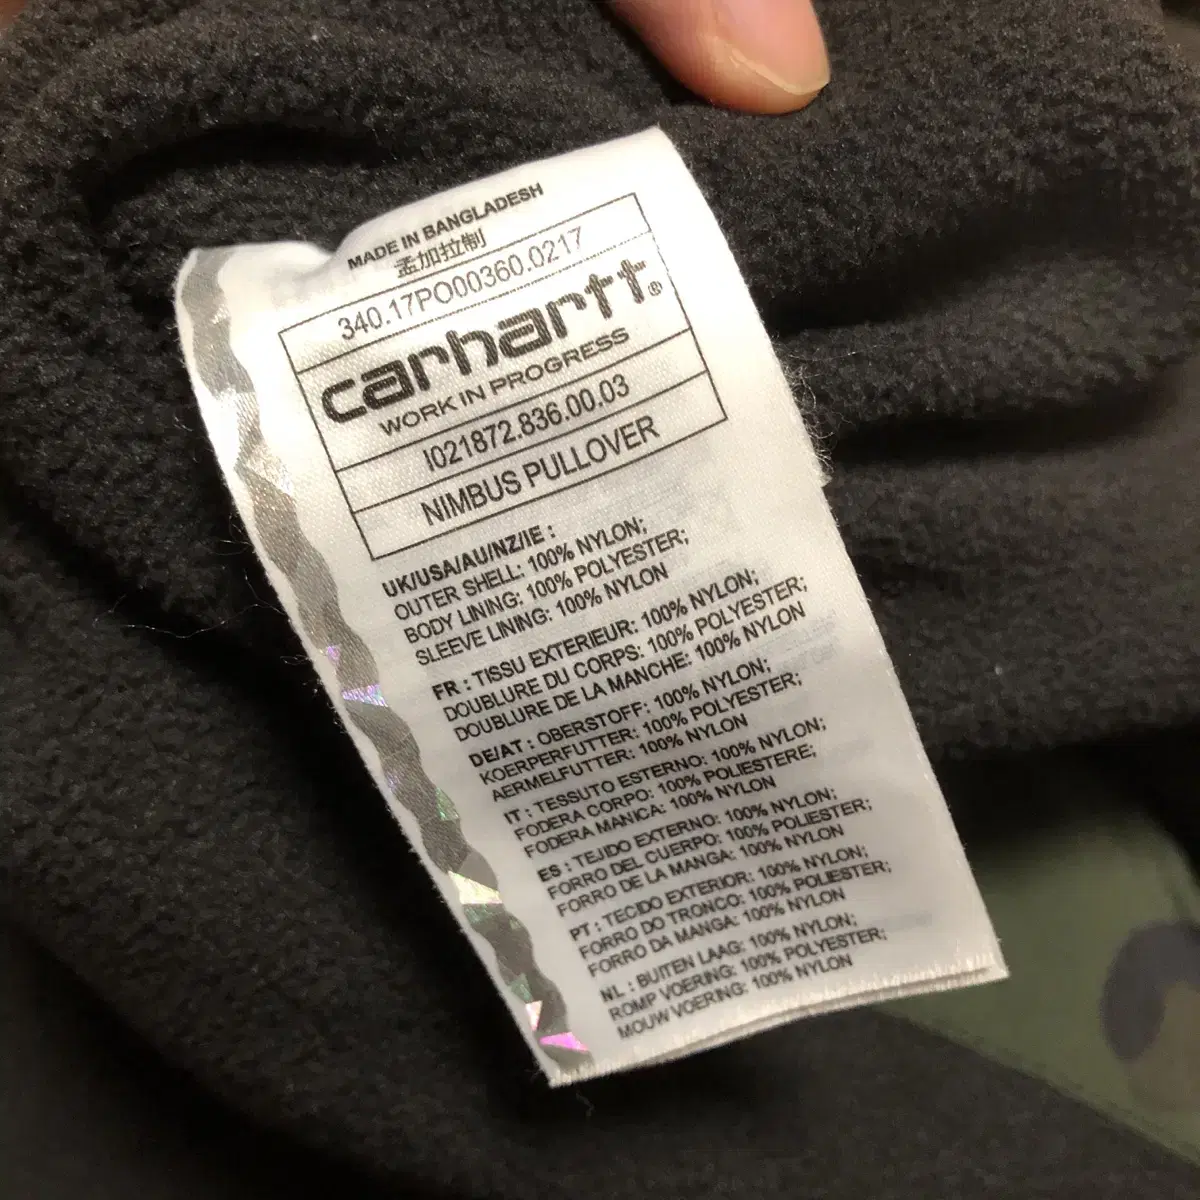 MADE IN BANGLADESH
孟加拉制
340.17PO00360.0217
carhartt®
WORK IN PROGRESS
I021872.836.00.03
NIMBUS PULLOVER
UK/USA/AU/NZ/IE :
OUTER SHELL: 100% NYLON;
BODY LINING: 100% POLYESTER;
SLEEVE LINING: 100% NYLON
FR : TISSU EXTERIEUR: 100% NYLON;
DOUBLURE DU CORPS: 100% POLYESTER;
DOUBLURE DE LA MANCHE: 100% NYLON
DE/AT : OBERSTOFF: 100% NYLON;
KOERPERFUTTER: 100% POLYESTER;
AERMELFUTTER: 100% NYLON
IT : TESSUTO ESTERNO: 100% NYLON;
FODERA CORPO: 100% POLIESTERE;
FODERA MANICA: 100% NYLON
ES : TEJIDO EXTERNO: 100% NYLON;
FORRO DEL CUERPO: 100% POLIESTER;
FORRO DE LA MANGA: 100% NYLON
PT : TECIDO EXTERIOR: 100% NYLON;
FORRO DO TRONCO: 100% POLIESTER;
FORRO DA MANGA: 100% NYLON
NL : BUITEN LAAG: 100% NYLON;
ROMP VOERING: 100% POLYESTER;
MOUW VOERING: 100% NYLON